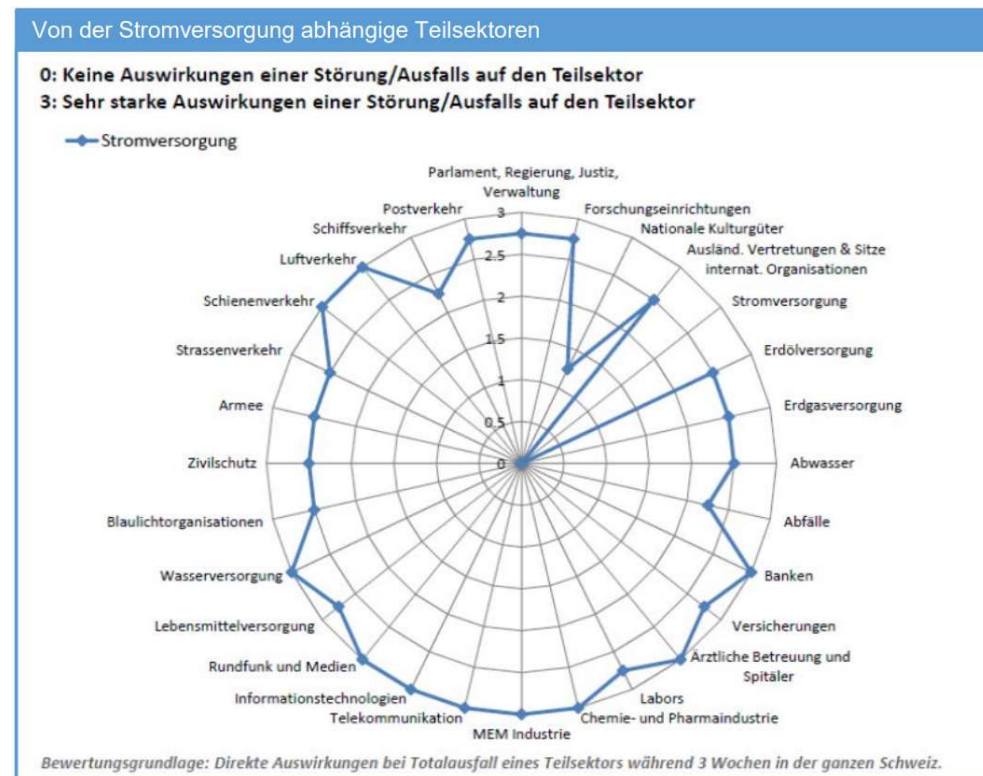 Von der Stromversorgung abhängige Teilsektoren
0: Keine Auswirkungen einer Störung/Ausfalls auf den Teilsektor
3: Sehr starke Auswirkungen einer Störung/Ausfalls auf den Teilsektor
Stromversorgung
Parlament, Regierung, Justiz,
Verwaltung
Forschungseinrichtungen
Nationale Kulturgüter
Ausländ. Vertretungen & Sitze
internat. Organisationen
Stromversorgung
Erdölversorgung
Erdgasversorgung
Abwasser
Abfälle
Banken
Versicherungen
Ärztliche Betreuung und
Spitäler
Labors
Chemie- und Pharmaindustrie
MEM Industrie
Telekommunikation
Informationstechnologien
Rundfunk und Medien
Lebensmittelversorgung
Wasserversorgung
Blaulichtorganisationen
Zivilschutz
Armee
Strassenverkehr
Schienenverkehr
Luftverkehr
Schiffsverkehr
Postverkehr
3
2.5
2
1.5
1
0.5
0
Bewertungsgrundlage: Direkte Auswirkungen bei Totalausfall eines Teilsektors während 3 Wochen in der ganzen Schweiz.